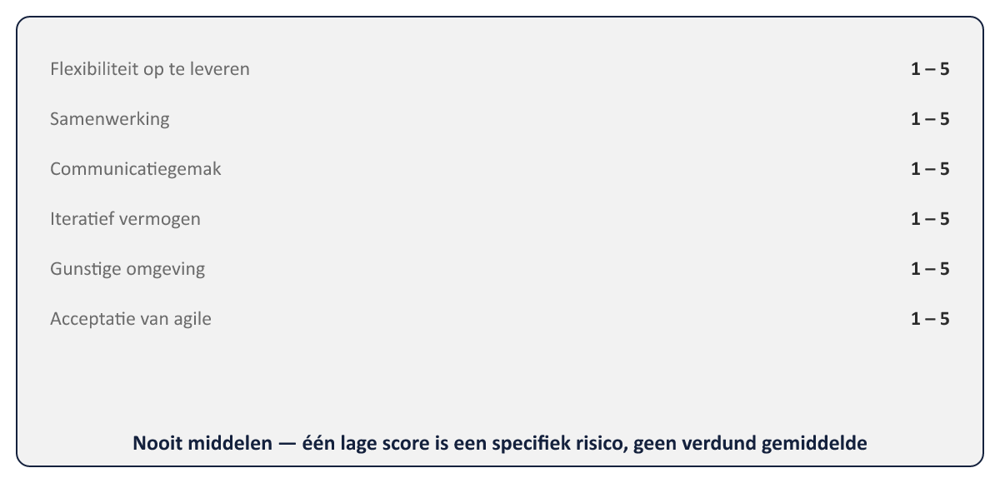 Flexibiliteit op te leveren 1 – 5
Samenwerking 1 – 5
Communicatiegemak 1 – 5
Iteratief vermogen 1 – 5
Gunstige omgeving 1 – 5
Acceptatie van agile 1 – 5
Nooit middelen — één lage score is een specifiek risico, geen verdund gemiddelde